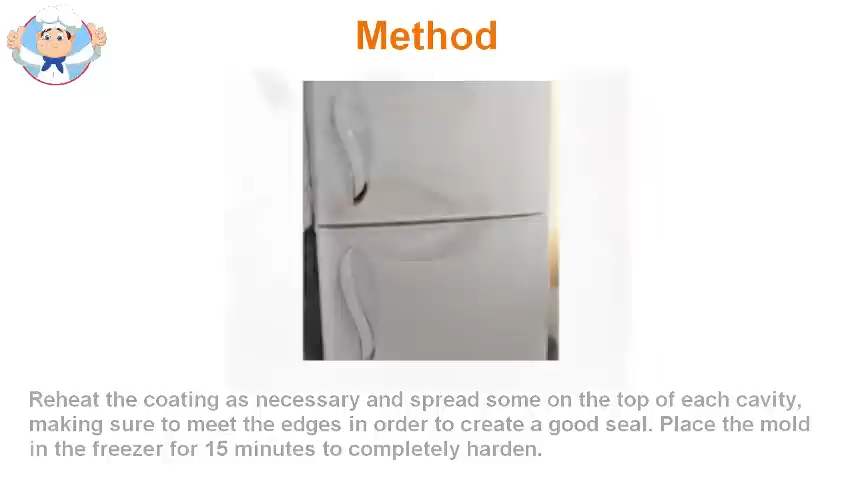 Method
Reheat the coating as necessary and spread some on the top of each cavity,
making sure to meet the edges in order to create a good seal. Place the mold
in the freezer for 15 minutes to completely harden.